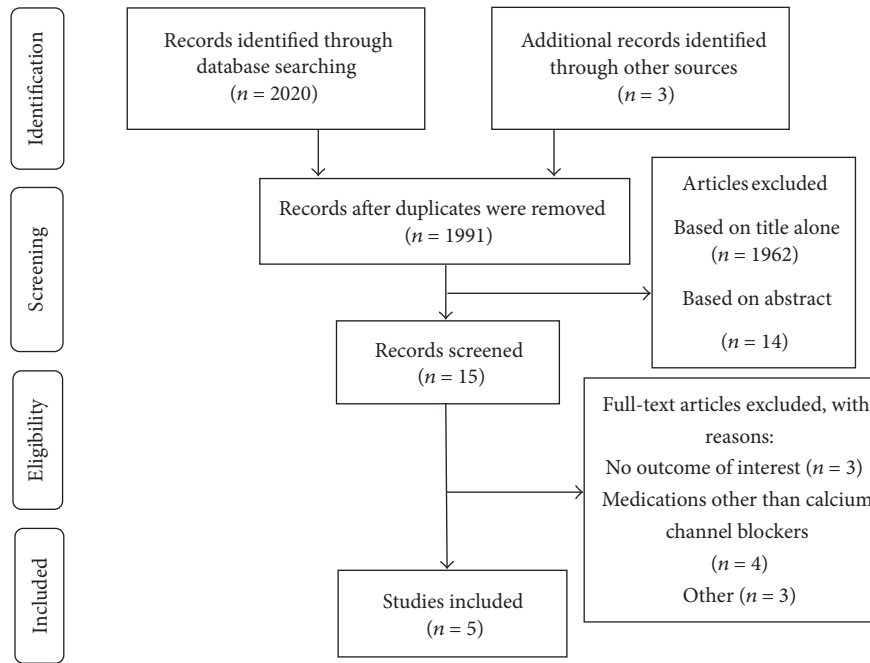 Identification
Records identified through
database searching
(n = 2020)
Additional records identified
through other sources
(n = 3)
Screening
Records after duplicates were removed
(n = 1991)
Articles excluded
Based on title alone
(n = 1962)
Based on abstract
(n = 14)
Records screened
(n = 15)
Eligibility
Full-text articles excluded, with
reasons:
No outcome of interest (n = 3)
Medications other than calcium
channel blockers
(n = 4)
Other (n = 3)
Included
Studies included
(n = 5)